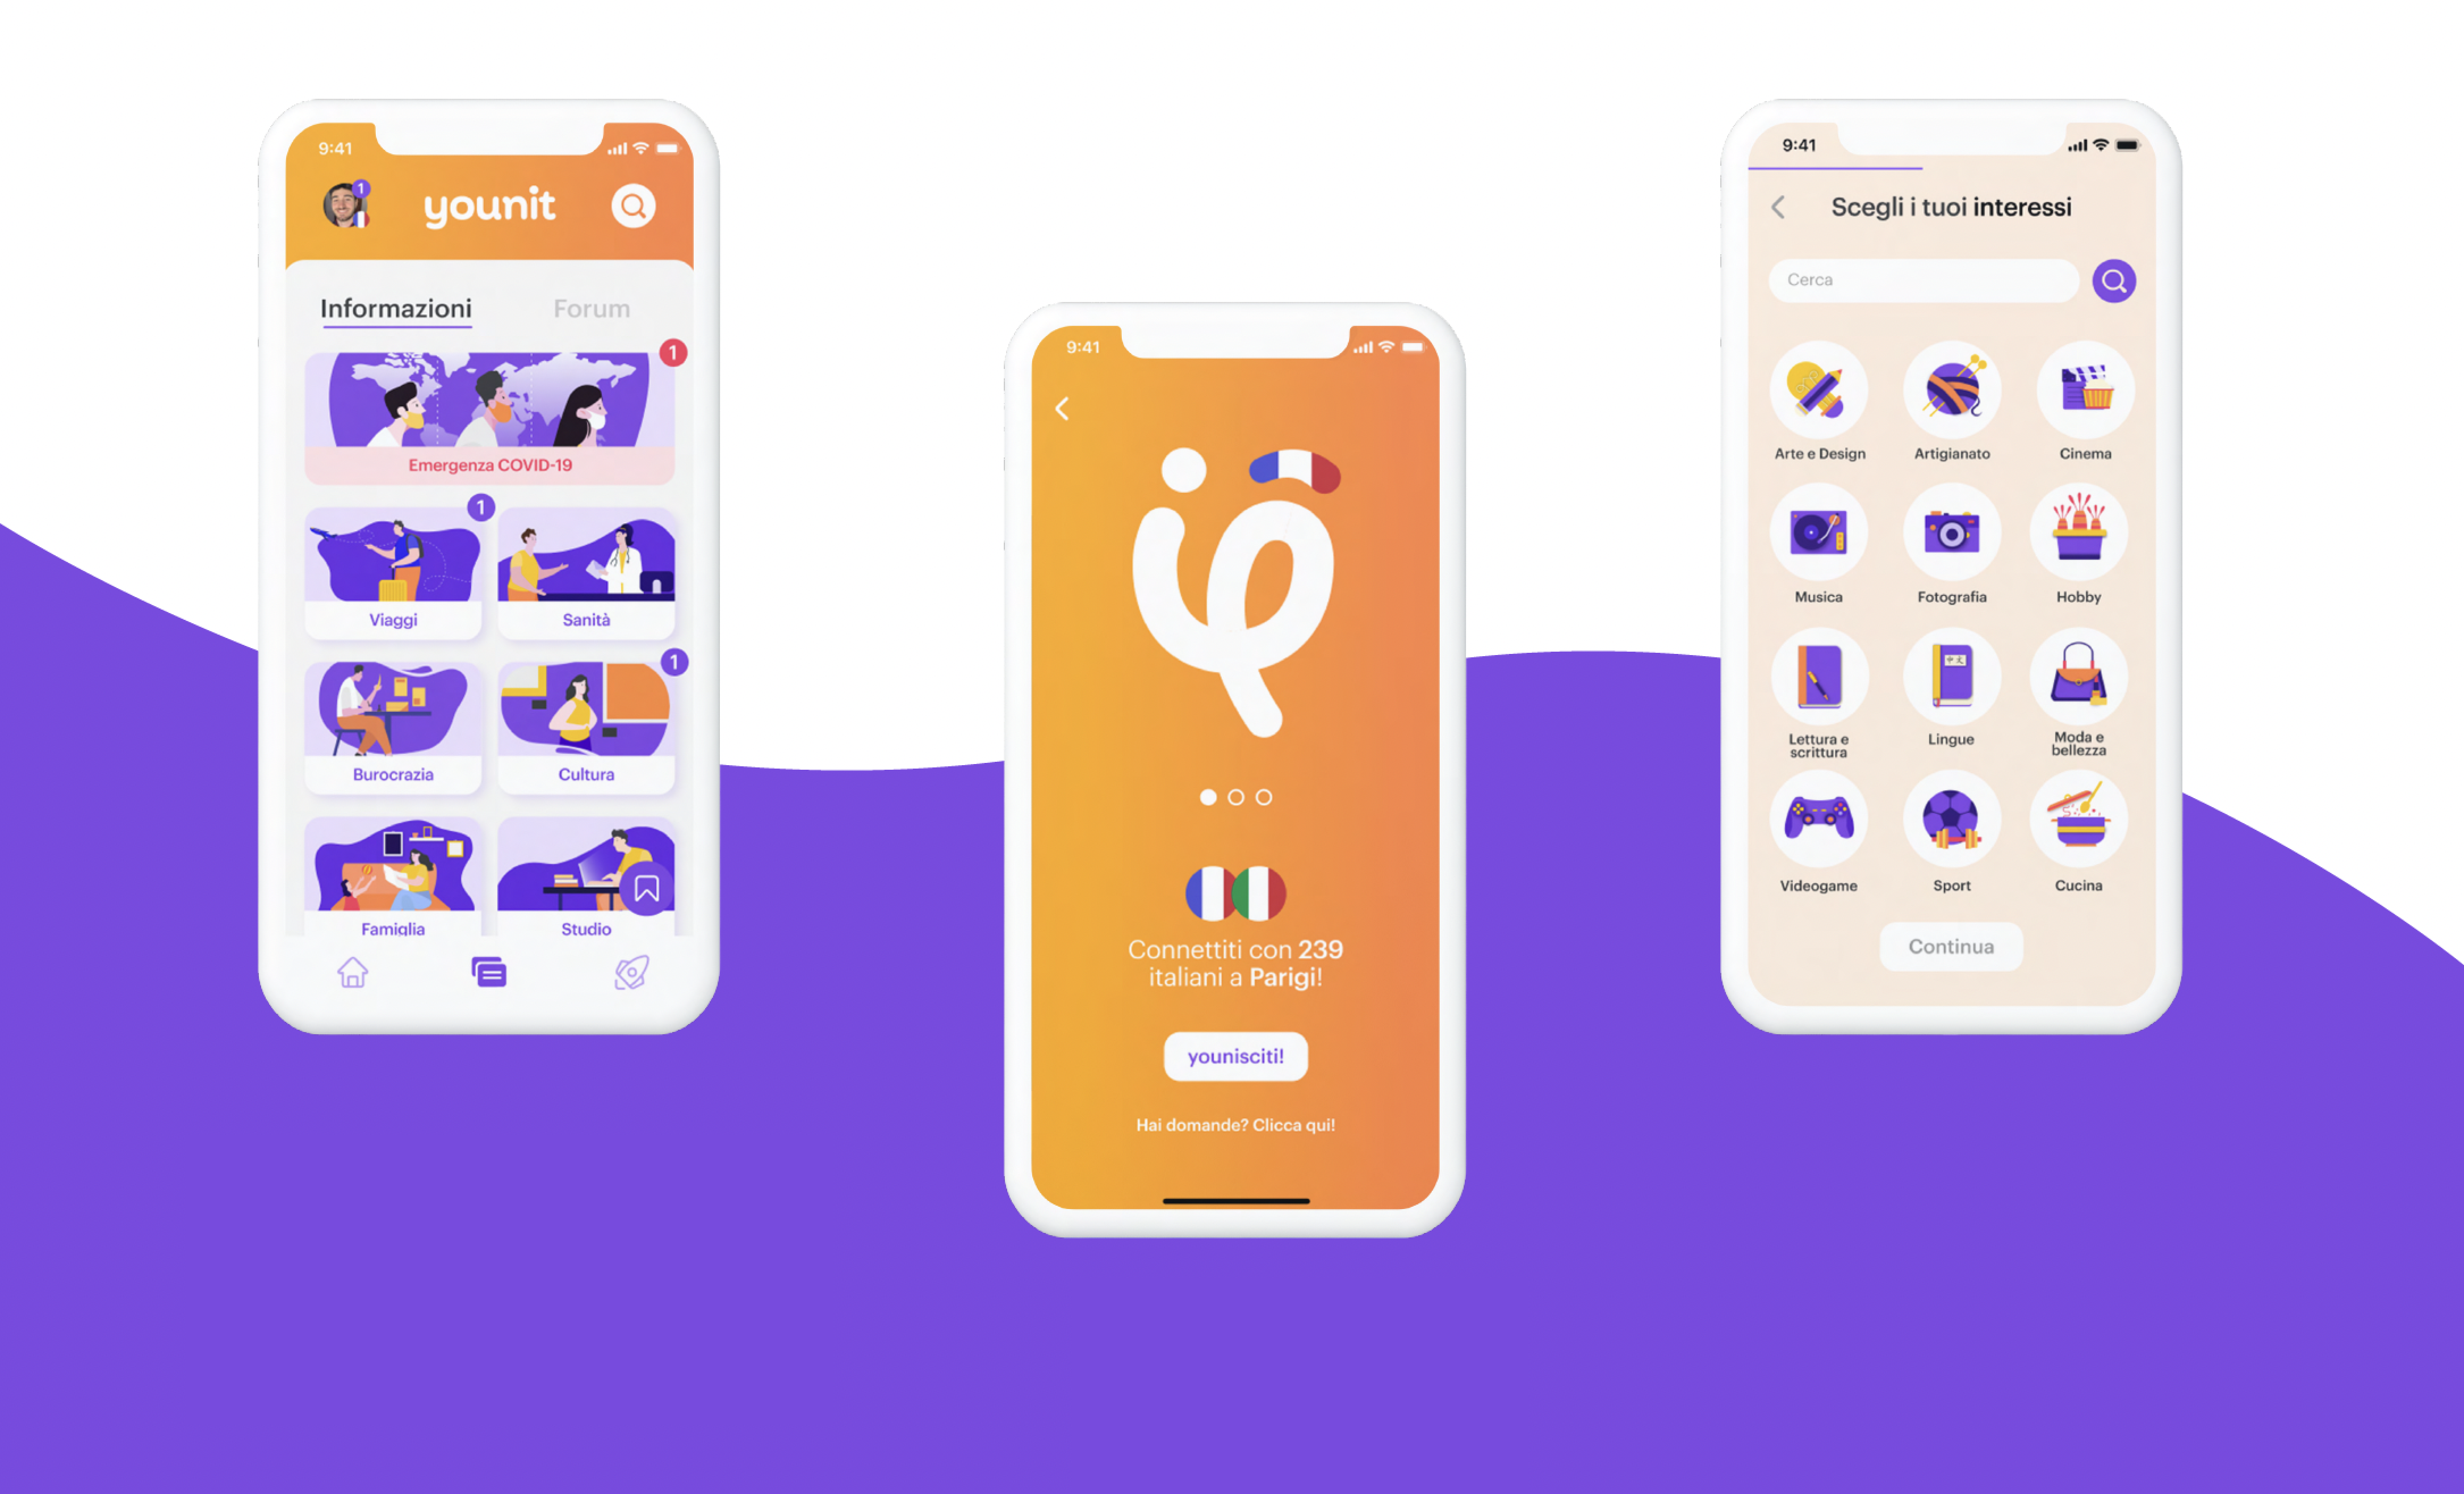 9:41
1
younit
Informazioni
Forum
1
Emergenza COVID-19
1
Viaggi
Sanità
1
Burocrazia
Cultura
Famiglia
Studio
9:41
Connettiti con 239
italiani a Parigi!
younisciti!
Hai domande? Clicca qui!
9:41
Scegli i tuoi interessi
Cerca
Arte e Design
Artigianato
Cinema
Musica
Fotografia
Hobby
中文
Lettura e
scrittura
Lingue
Moda e
bellezza
Videogame
Sport
Cucina
Continua